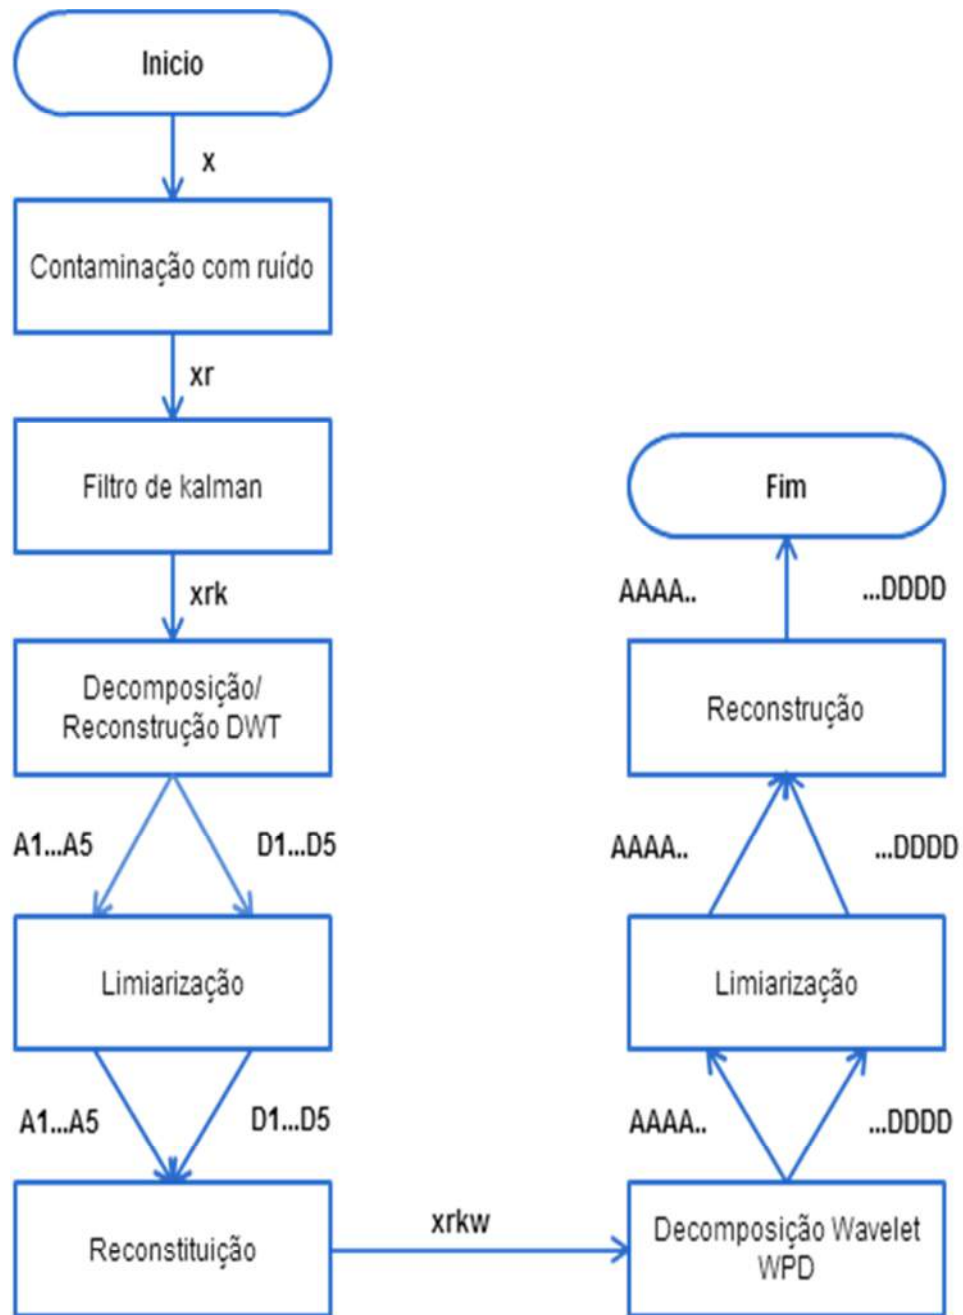 Inicio
x
Contaminação com ruído
xr
Filtro de kalman
xrk
Decomposição/
Reconstrução DWT
A1...A5
D1...D5
Limiarização
A1...A5
D1...D5
Reconstituição
xrkw
Decomposição Wavelet
WPD
AAAA..
...DDDD
Limiarização
AAAA..
...DDDD
Reconstrução
AAAA..
...DDDD
Fim